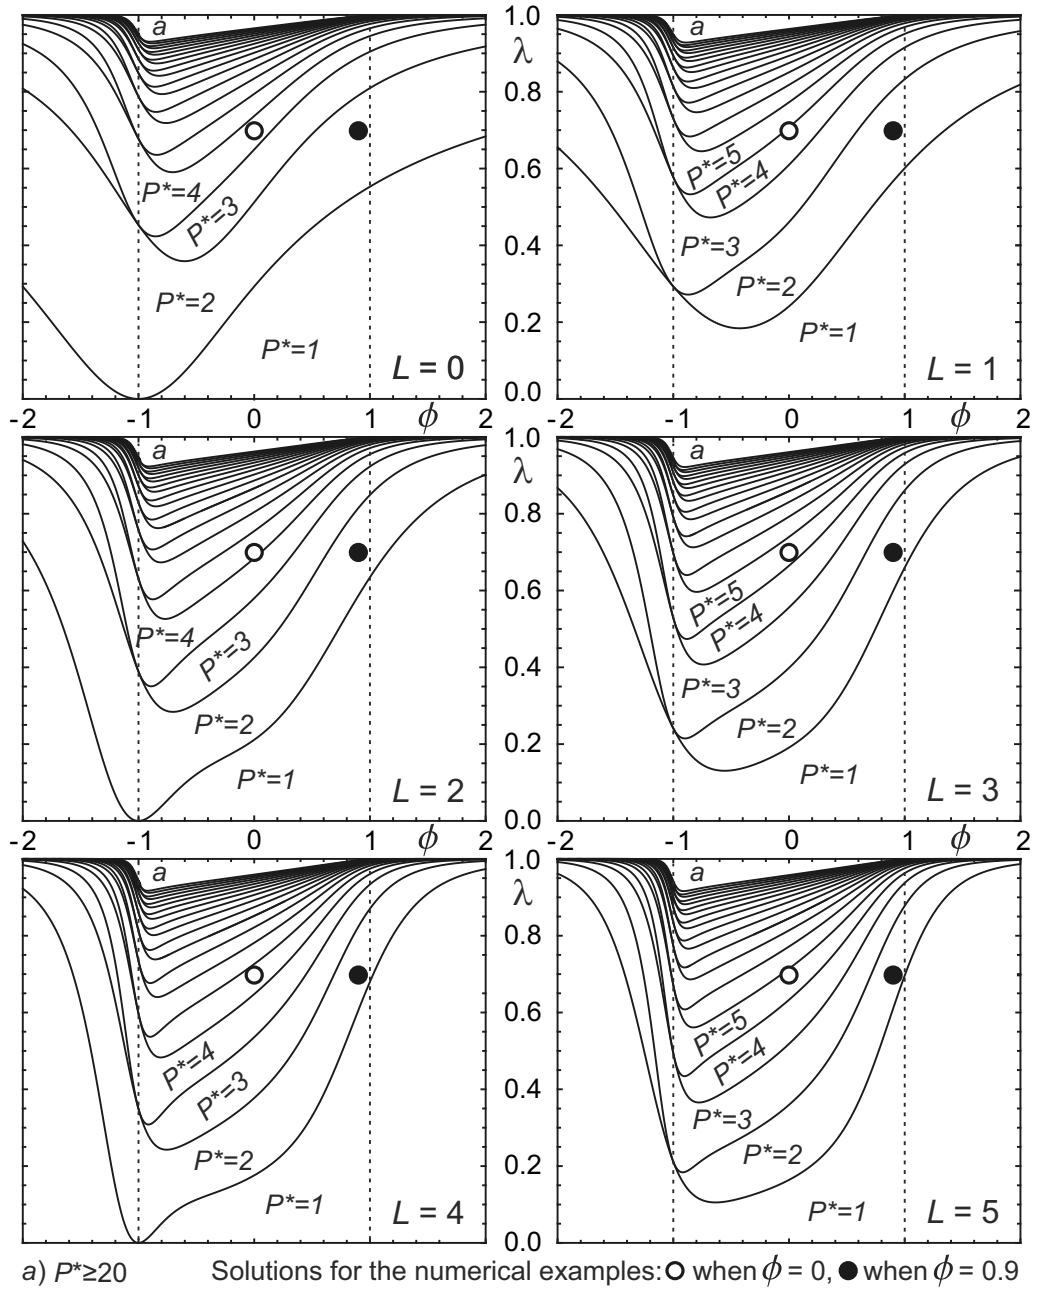 a
1.0
a
λ
0.8
P*=4
P*=3
0.6
P*=5
P*=4
0.4
P*=3
P*=2
P*=2
0.2
P*=1
P*=1
L = 0
L = 1
0.0
-2 -1 0 1 ϕ 2
-2 -1 0 1 ϕ 2
a
1.0
a
λ
0.8
P*=4
P*=3
0.6
P*=5
P*=4
0.4
P*=3
P*=2
P*=2
0.2
P*=1
P*=1
L = 2
L = 3
0.0
-2 -1 0 1 ϕ 2
-2 -1 0 1 ϕ 2
a
1.0
a
λ
0.8
P*=4
P*=3
0.6
P*=5
P*=4
0.4
P*=3
P*=2
P*=2
0.2
P*=1
P*=1
L = 4
L = 5
0.0
a) P*≥20 Solutions for the numerical examples: when ϕ = 0, when ϕ = 0.9